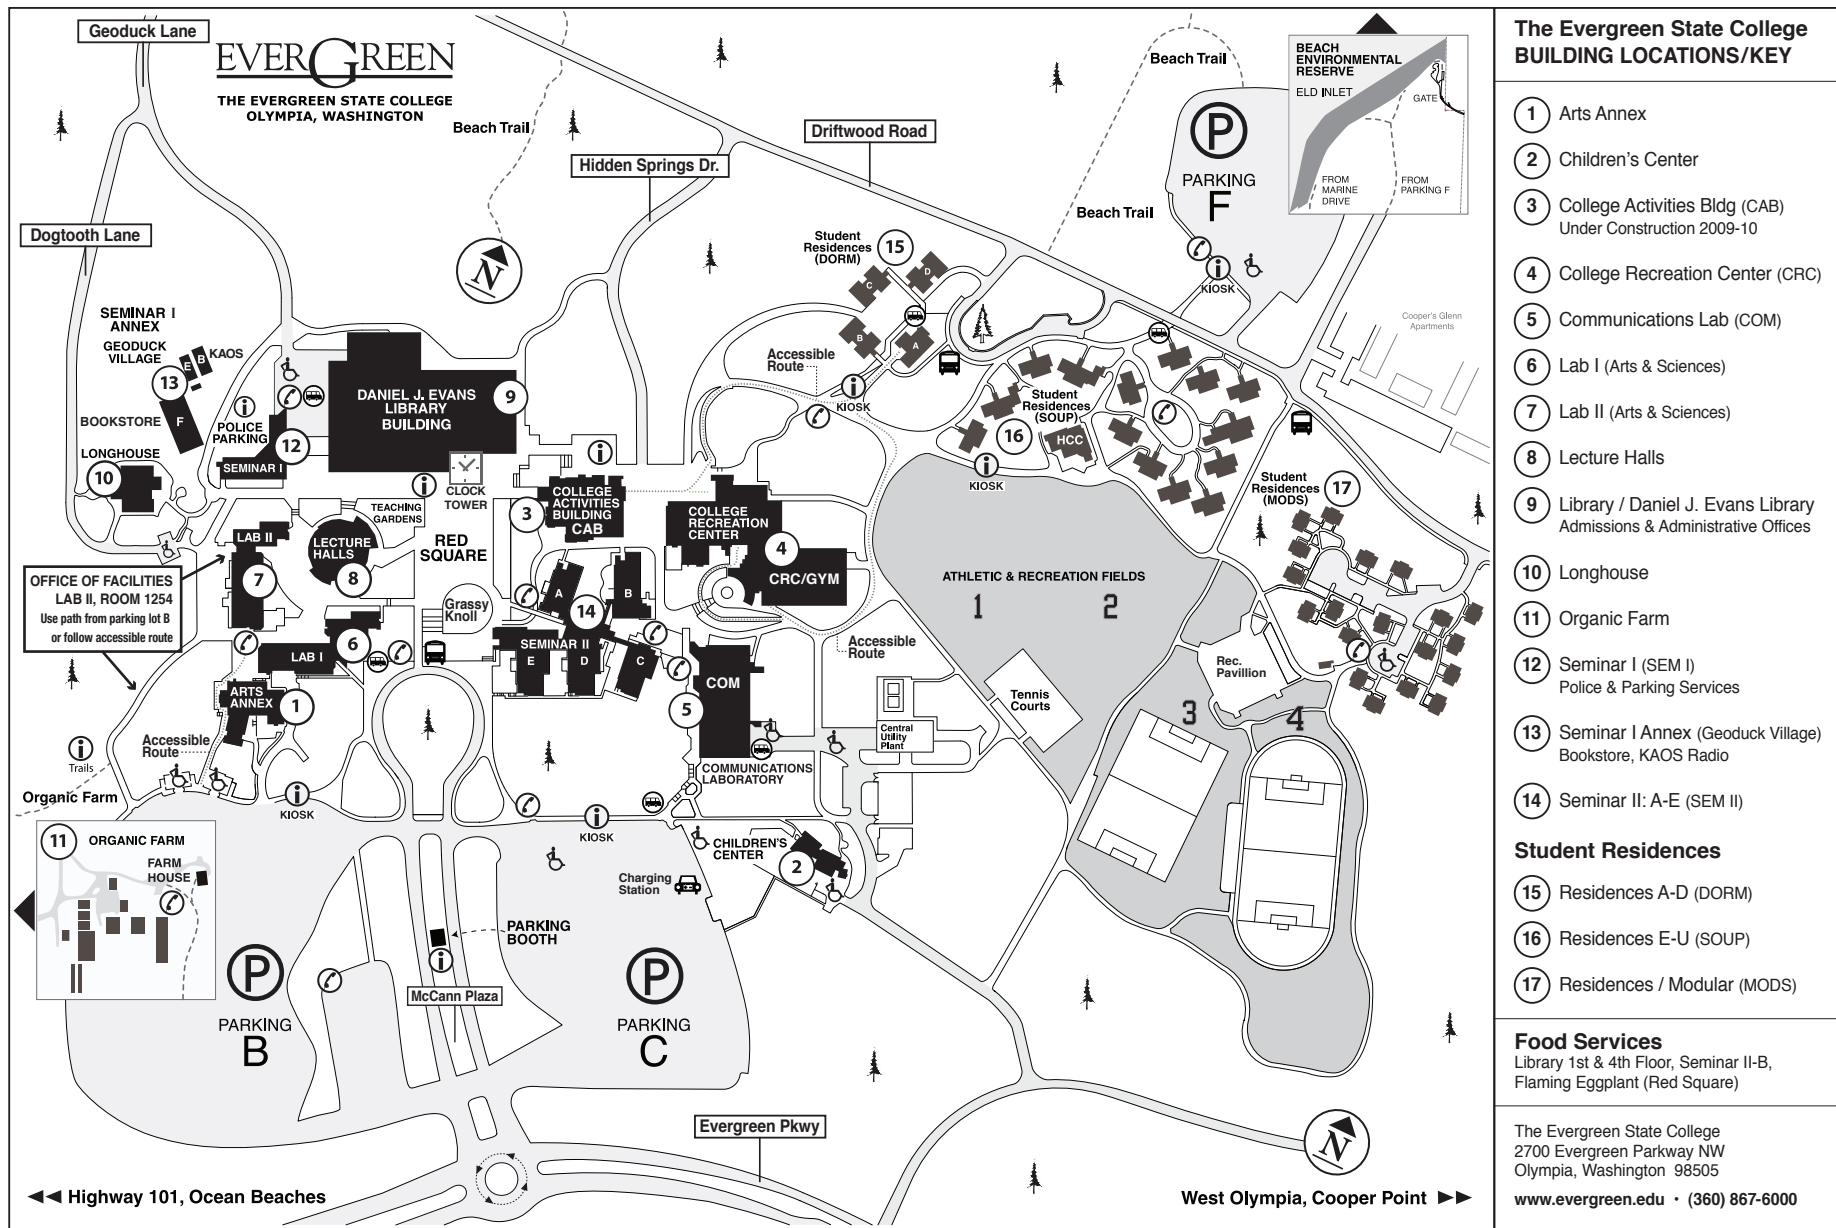 Geoduck Lane
EVERGREEN
THE EVERGREEN STATE COLLEGE
OLYMPIA, WASHINGTON
Beach Trail
Hidden Springs Dr.
Driftwood Road
Beach Trail
P
PARKING
F
Beach Trail
BEACH
ENVIRONMENTAL
RESERVE
ELD INLET
GATE
FROM
MARINE
DRIVE
FROM
PARKING F
Dogtooth Lane
N
Student
Residences
(DORM)
15
D
C
B
A
i
KIOSK
Cooper's Glenn
Apartments
SEMINAR I
ANNEX
GEODUCK
VILLAGE
E
B
KAOS
13
BOOKSTORE
F
i
POLICE
PARKING
12
SEMINAR I
DANIEL J. EVANS
LIBRARY
BUILDING
9
Accessible
Route
i
KIOSK
Student
Residences
(SOUP)
16
HCC
i
KIOSK
LONGHOUSE
10
i
CLOCK
TOWER
i
TEACHING
GARDENS
3
COLLEGE
ACTIVITIES
BUILDING
CAB
COLLEGE
RECREATION
CENTER
4
CRC/GYM
Student
Residences
(MODS)
17
LAB II
7
LECTURE
HALLS
8
RED
SQUARE
OFFICE OF FACILITIES
LAB II, ROOM 1254
Use path from parking lot B
or follow accessible route
Grassy
Knoll
A
14
B
SEMINAR II
E
D
C
ATHLETIC & RECREATION FIELDS
1
2
Accessible
Route
6
LAB I
ARTS
ANNEX
1
COM
5
COMMUNICATIONS
LABORATORY
Central
Utility
Plant
Tennis
Courts
Rec.
Pavillion
3
4
Accessible
Route
i
Trails
Organic Farm
i
KIOSK
i
KIOSK
11
ORGANIC FARM
FARM
HOUSE
CHILDREN'S
CENTER
2
Charging
Station
PARKING
BOOTH
i
McCann Plaza
P
PARKING
B
P
PARKING
C
Evergreen Pkwy
N
Highway 101, Ocean Beaches
West Olympia, Cooper Point
The Evergreen State College
BUILDING LOCATIONS/KEY
1 Arts Annex
2 Children's Center
3 College Activities Bldg (CAB)
Under Construction 2009-10
4 College Recreation Center (CRC)
5 Communications Lab (COM)
6 Lab I (Arts & Sciences)
7 Lab II (Arts & Sciences)
8 Lecture Halls
9 Library / Daniel J. Evans Library
Admissions & Administrative Offices
10 Longhouse
11 Organic Farm
12 Seminar I (SEM I)
Police & Parking Services
13 Seminar I Annex (Geoduck Village)
Bookstore, KAOS Radio
14 Seminar II: A-E (SEM II)
Student Residences
15 Residences A-D (DORM)
16 Residences E-U (SOUP)
17 Residences / Modular (MODS)
Food Services
Library 1st & 4th Floor, Seminar II-B,
Flaming Eggplant (Red Square)
The Evergreen State College
2700 Evergreen Parkway NW
Olympia, Washington 98505
www.evergreen.edu • (360) 867-6000